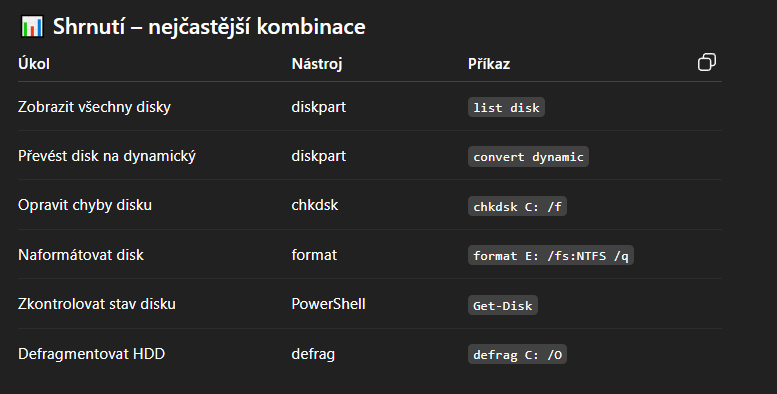 📊 Shrnutí – nejčastější kombinace
Úkol Nástroj Příkaz
Zobrazit všechny disky diskpart list disk
Převést disk na dynamický diskpart convert dynamic
Opravit chyby disku chkdsk chkdsk C: /f
Naformátovat disk format format E: /fs:NTFS /q
Zkontrolovat stav disku PowerShell Get-Disk
Defragmentovat HDD defrag defrag C: /O